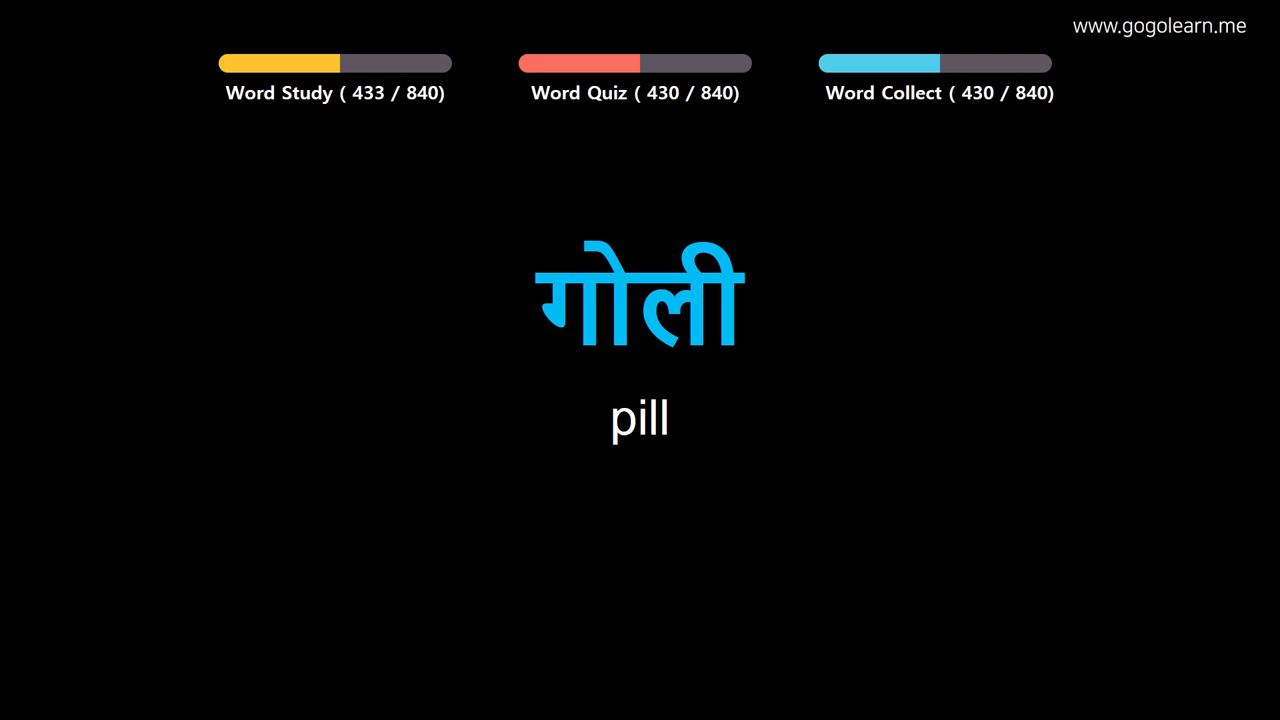 www.gogolearn.me
Word Study ( 433 / 840)
Word Quiz ( 430 / 840)
Word Collect ( 430 / 840)
गोली
pill